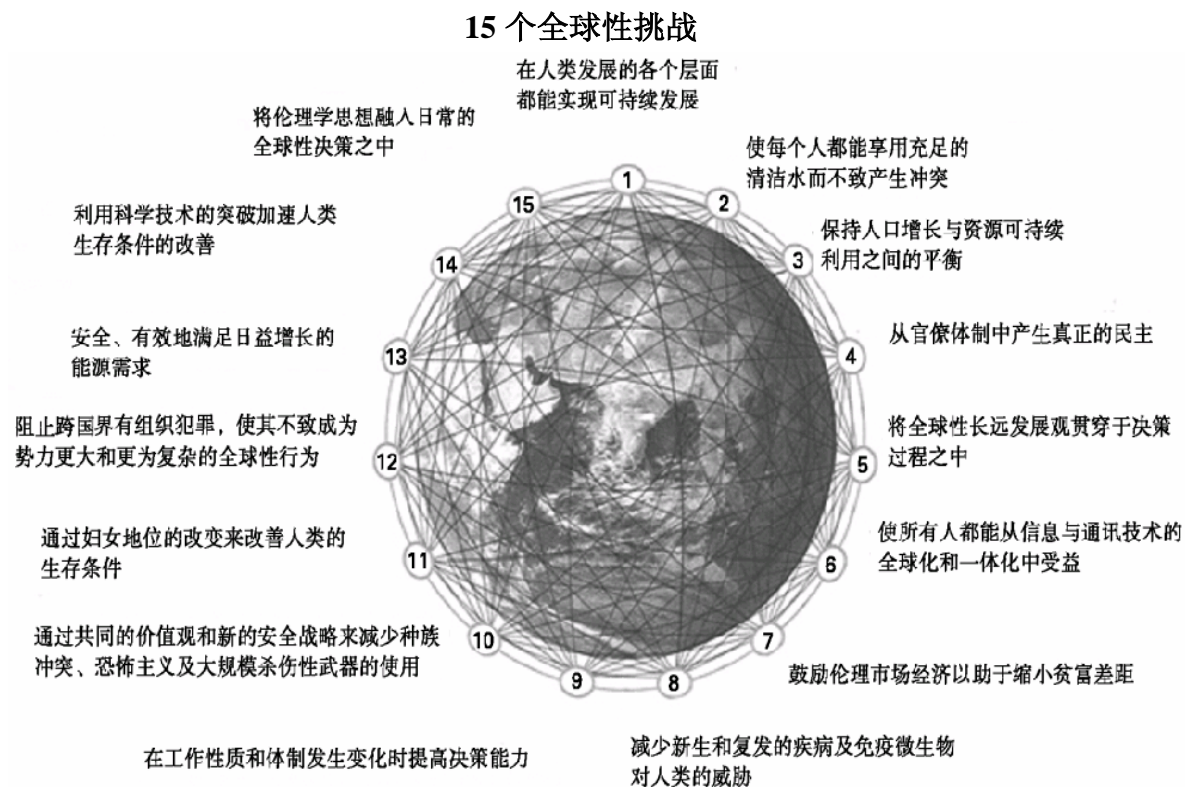 15 个全球性挑战
在人类发展的各个层面
都能实现可持续发展
1
使每个人都能享用充足的
清洁水而不致产生冲突
2
保持人口增长与资源可持续
利用之间的平衡
3
从官僚体制中产生真正的民主
4
将全球性长远发展观贯穿于决策
过程之中
5
使所有人都能从信息与通讯技术的
全球化和一体化中受益
6
鼓励伦理市场经济以助于缩小贫富差距
7
减少新生和复发的疾病及免疫微生物
对人类的威胁
8
在工作性质和体制发生变化时提高决策能力
9
通过共同的价值观和新的安全战略来减少种族
冲突、恐怖主义及大规模杀伤性武器的使用
10
通过妇女地位的改变来改善人类的
生存条件
11
阻止跨国界有组织犯罪，使其不致成为
势力更大和更为复杂的全球性行为
12
安全、有效地满足日益增长的
能源需求
13
利用科学技术的突破加速人类
生存条件的改善
14
将伦理学思想融入日常的
全球性决策之中
15